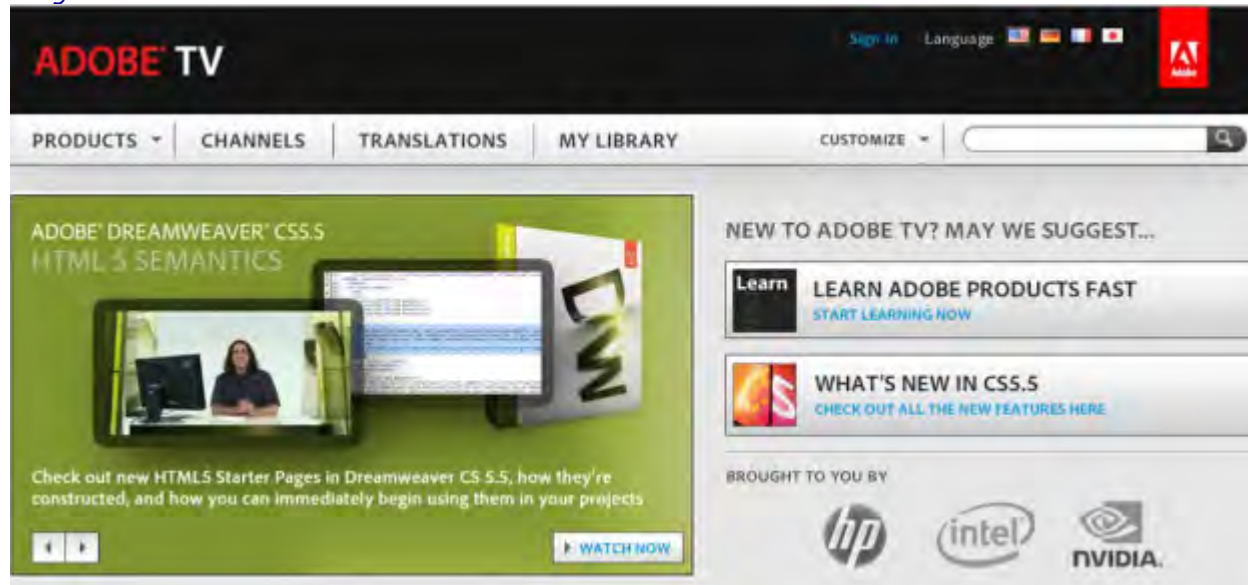 ADOBE® TV
Sign In Language
Adobe
PRODUCTS CHANNELS TRANSLATIONS MY LIBRARY CUSTOMIZE
ADOBE® DREAMWEAVER® CS5.5
HTML 5 SEMANTICS
DW
Check out new HTML5 Starter Pages in Dreamweaver CS 5.5, how they're
constructed, and how you can immediately begin using them in your projects
WATCH NOW
NEW TO ADOBE TV? MAY WE SUGGEST...
Learn
LEARN ADOBE PRODUCTS FAST
START LEARNING NOW
CS
WHAT'S NEW IN CS5.5
CHECK OUT ALL THE NEW FEATURES HERE
BROUGHT TO YOU BY
hp intel NVIDIA.